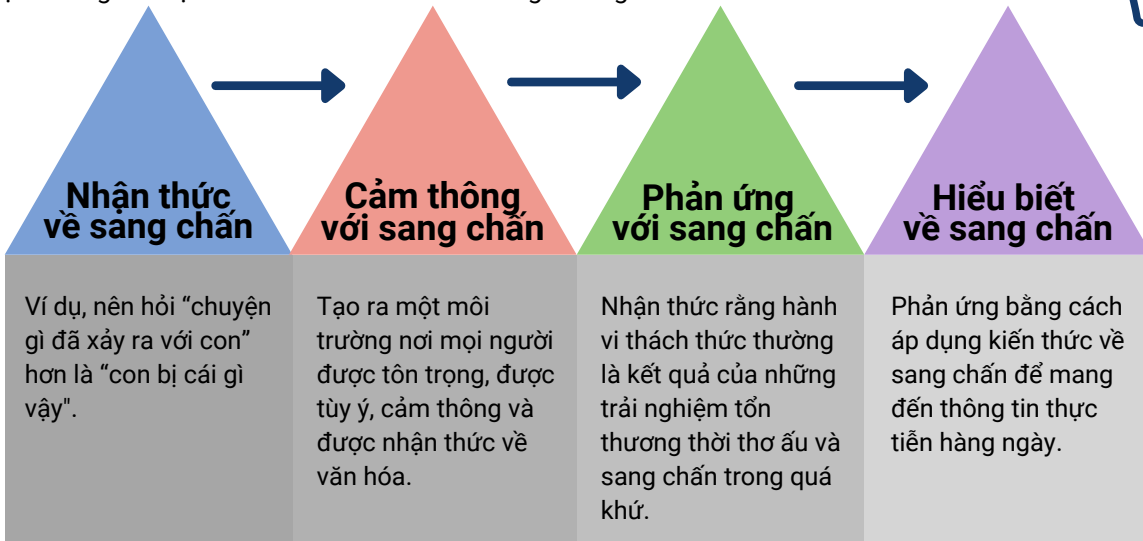 Nhận thức
về sang chấn
Cảm thông
với sang chấn
Phản ứng
với sang chấn
Hiểu biết
về sang chấn
Ví dụ, nên hỏi “chuyện
gì đã xảy ra với con”
hơn là “con bị cái gì
vậy".
Tạo ra một môi
trường nơi mọi người
được tôn trọng, được
tùy ý, cảm thông và
được nhận thức về
văn hóa.
Nhận thức rằng hành
vi thách thức thường
là kết quả của những
trải nghiệm tổn
thương thời thơ ấu và
sang chấn trong quá
khứ.
Phản ứng bằng cách
áp dụng kiến thức về
sang chấn để mang
đến thông tin thực
tiễn hàng ngày.